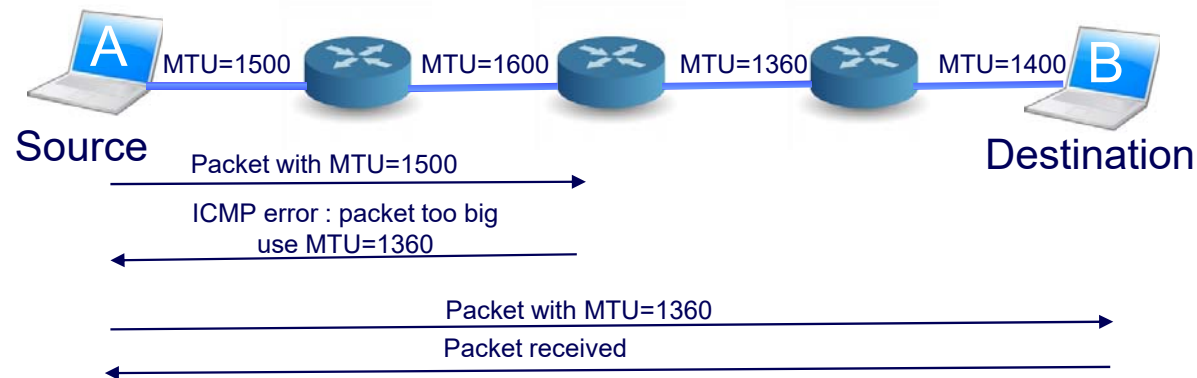 A
MTU=1500
MTU=1600
MTU=1360
MTU=1400
B
Source
Destination
Packet with MTU=1500
ICMP error : packet too big
use MTU=1360
Packet with MTU=1360
Packet received